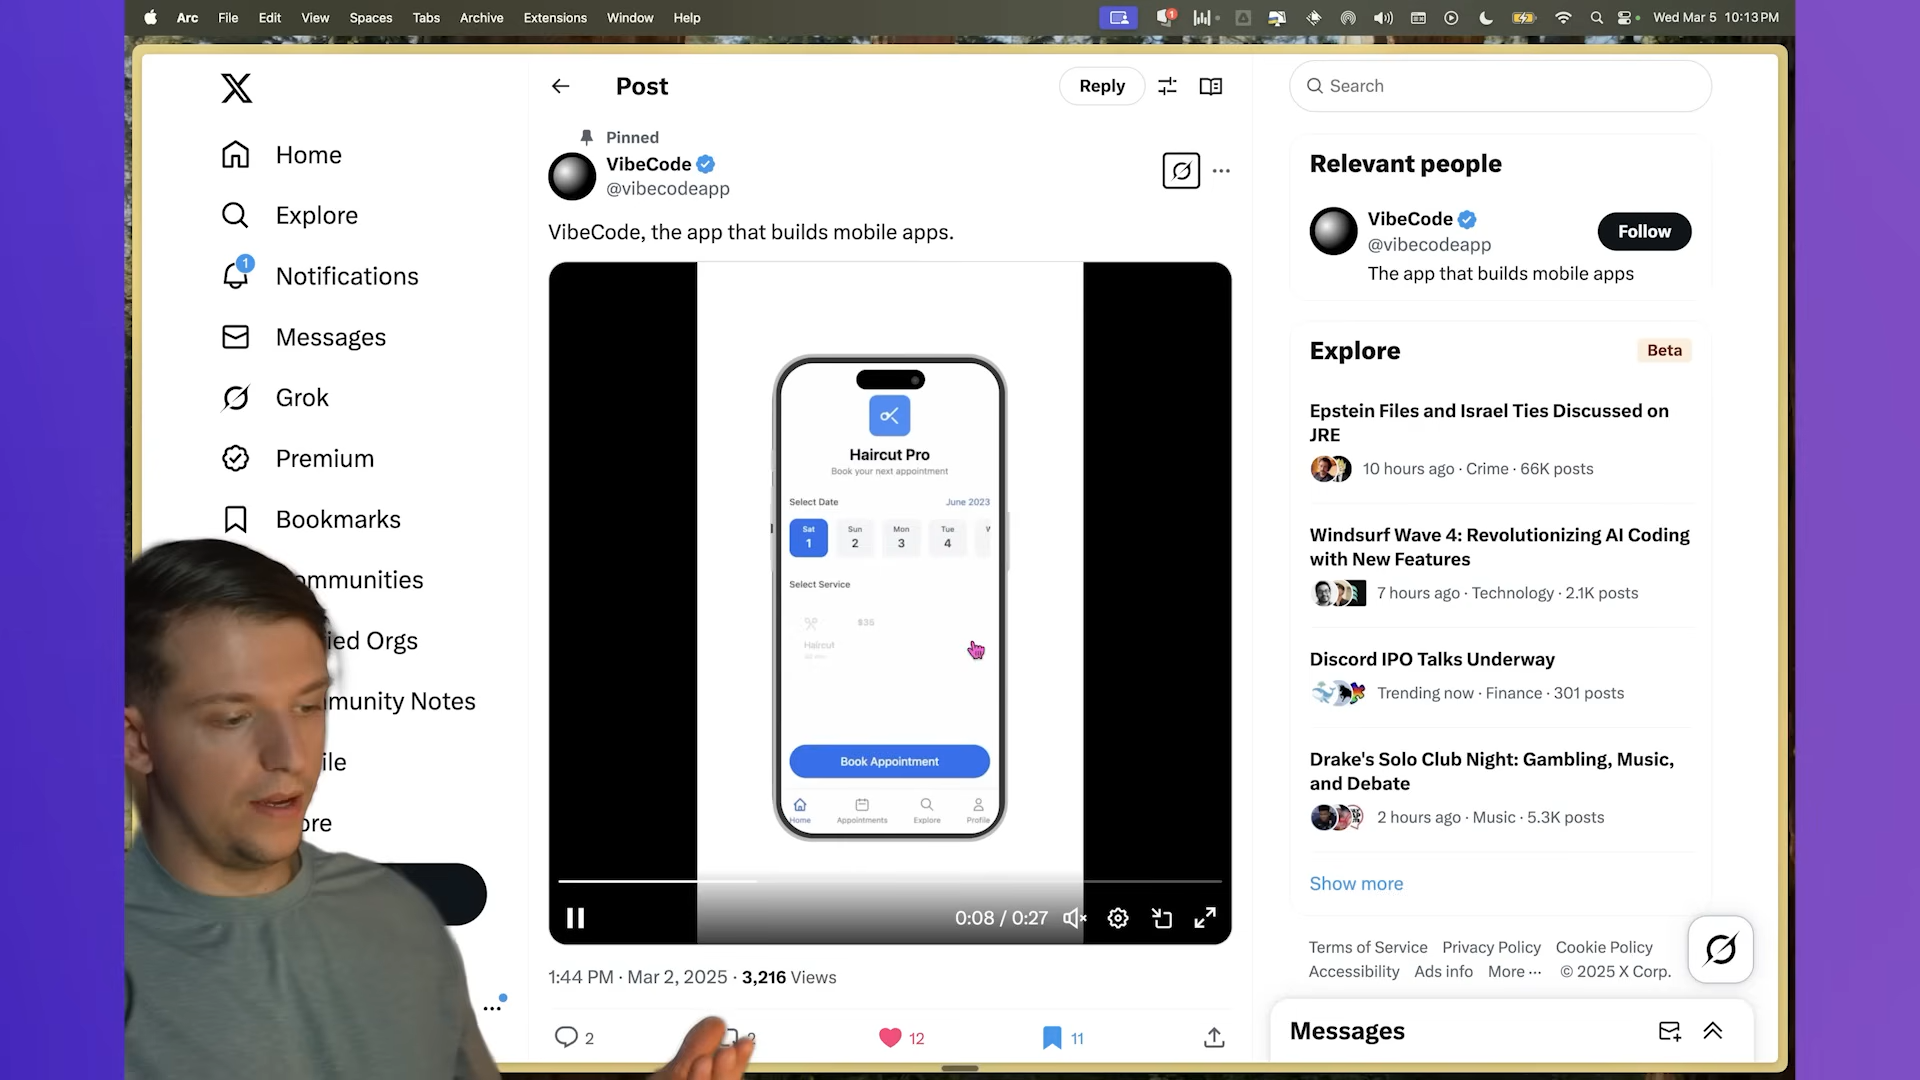 Arc File Edit View Spaces Tabs Archive Extensions Window Help
1
Wed Mar 5 10:13 PM
Home
Explore
1
Notifications
Messages
Grok
Premium
Bookmarks
ommunities
ied Orgs
munity Notes
ile
ore
Post
Reply
Pinned
VibeCode
@vibecodeapp
VibeCode, the app that builds mobile apps.
Haircut Pro
Book your next appointment
Select Date June 2023
Sat Sun Mon Tue W
1 2 3 4
Select Service
$35
Haircut
Book Appointment
Home Appointments Explore Profile
0:08 / 0:27
1:44 PM · Mar 2, 2025 · 3,216 Views
2 2 12 11
Search
Relevant people
VibeCode
@vibecodeapp
Follow
The app that builds mobile apps
Explore
Beta
Epstein Files and Israel Ties Discussed on
JRE
10 hours ago · Crime · 66K posts
Windsurf Wave 4: Revolutionizing AI Coding
with New Features
7 hours ago · Technology · 2.1K posts
Discord IPO Talks Underway
Trending now · Finance · 301 posts
Drake's Solo Club Night: Gambling, Music,
and Debate
2 hours ago · Music · 5.3K posts
Show more
Terms of Service Privacy Policy Cookie Policy
Accessibility Ads info More ··· © 2025 X Corp.
Messages